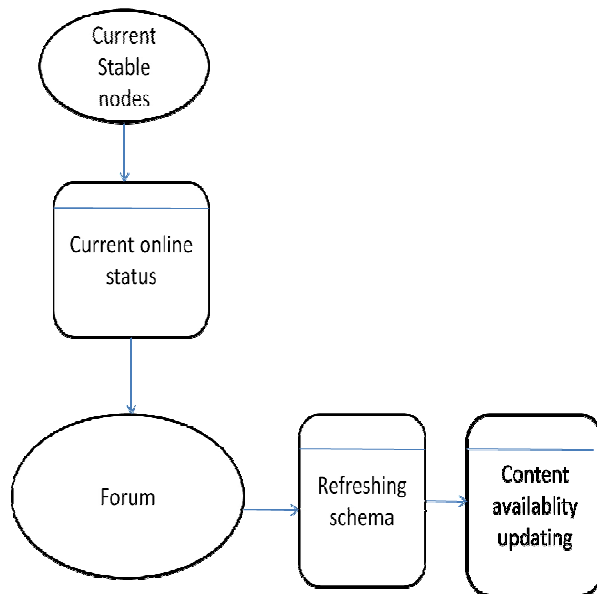 Current
Stable
nodes
Current online
status
Forum
Refreshing
schema
Content
availablity
updating